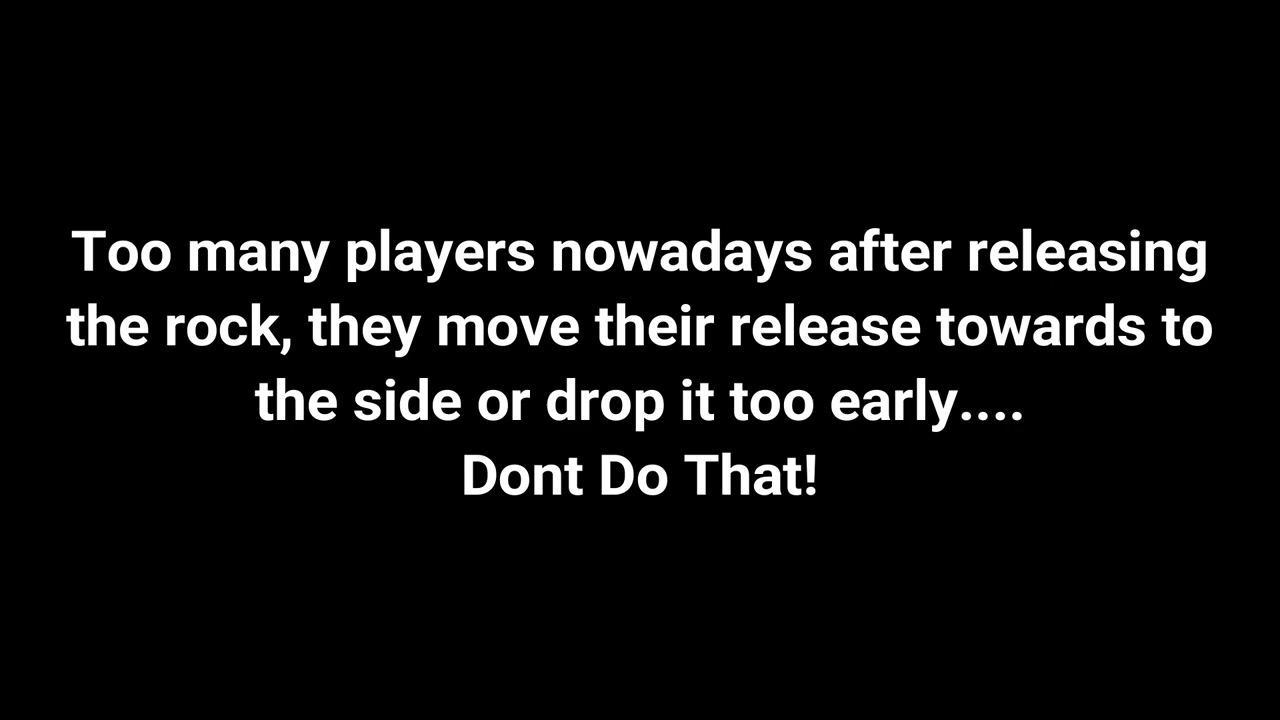 Too many players nowadays after releasing
the rock, they move their release towards to
the side or drop it too early....
Dont Do That!